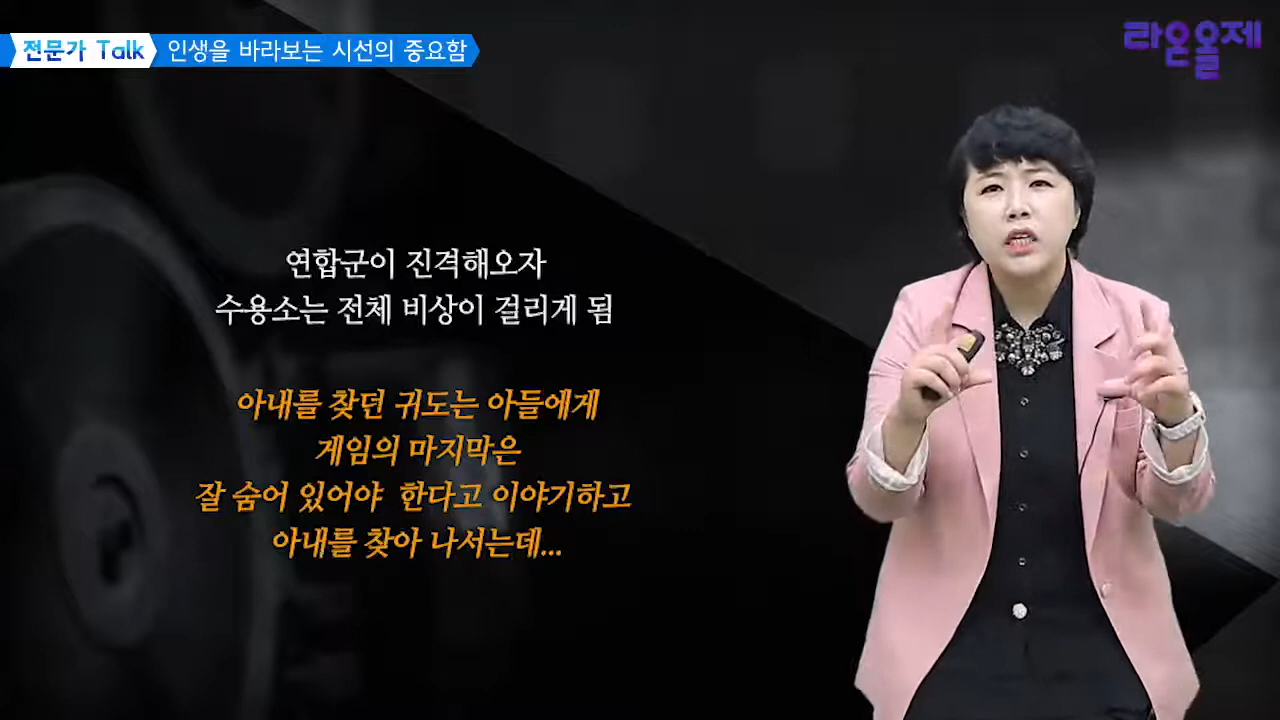 전문가 Talk 인생을 바라보는 시선의 중요함
라온올제
연합군이 진격해오자
수용소는 전체 비상이 걸리게 됨
아내를 찾던 귀도는 아들에게
게임의 마지막은
잘 숨어 있어야 한다고 이야기하고
아내를 찾아 나서는데...